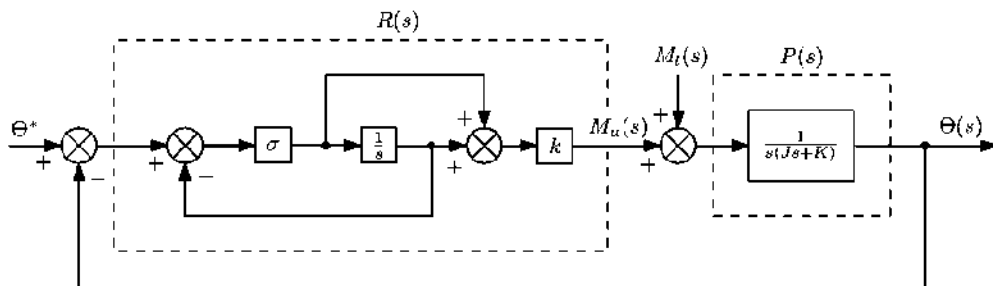 R(s)
M_t(s)
P(s)
Θ*
+
−
+
−
σ
1/s
+
+
k
M_u(s)
+
+
1/s(Js+K)
Θ(s)